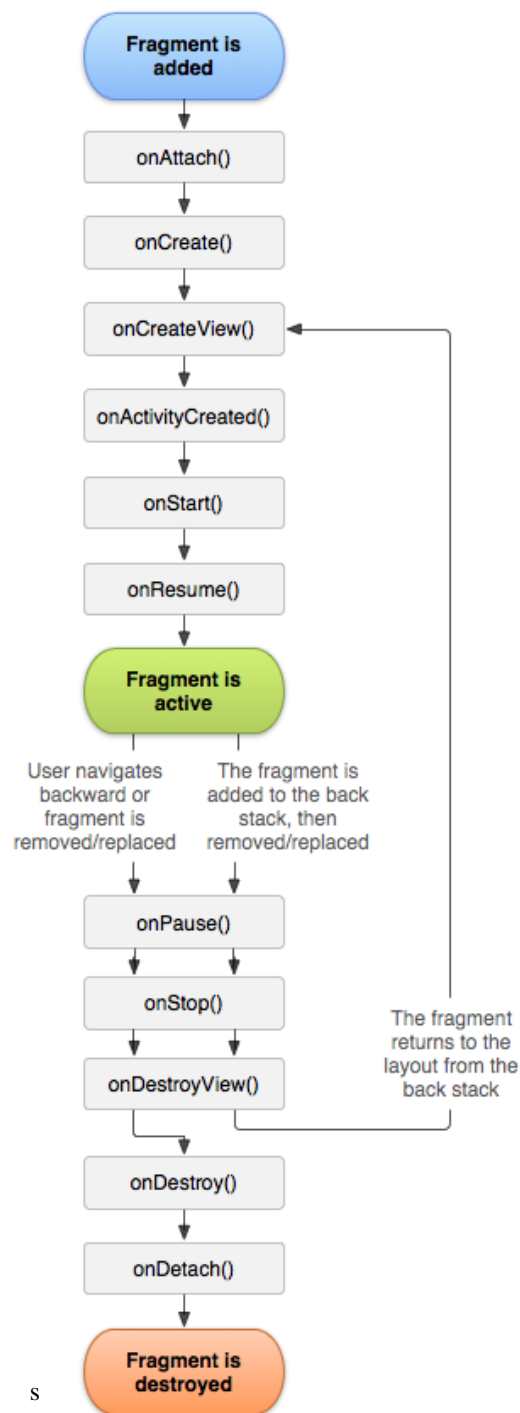 Fragment is
added
onAttach()
onCreate()
onCreateView()
onActivityCreated()
onStart()
onResume()
Fragment is
active
User navigates
backward or
fragment is
removed/replaced
The fragment is
added to the back
stack, then
removed/replaced
onPause()
onStop()
onDestroyView()
The fragment
returns to the
layout from the
back stack
onDestroy()
onDetach()
Fragment is
destroyed
s